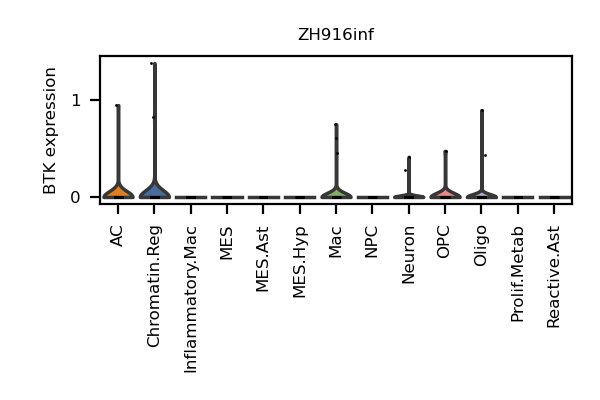 ZH916inf
BTK expression
1
0
AC
Chromatin.Reg
Inflammatory.Mac
MES
MES.Ast
MES.Hyp
Mac
NPC
Neuron
OPC
Oligo
Prolif.Metab
Reactive.Ast